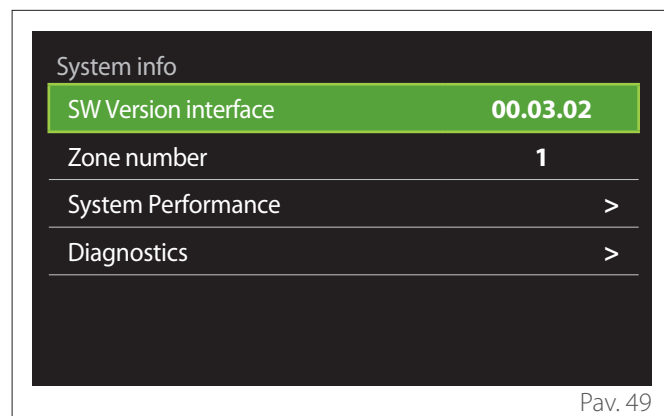 System info
SW Version interface 00.03.02
Zone number 1
System Performance >
Diagnostics >
Pav. 49